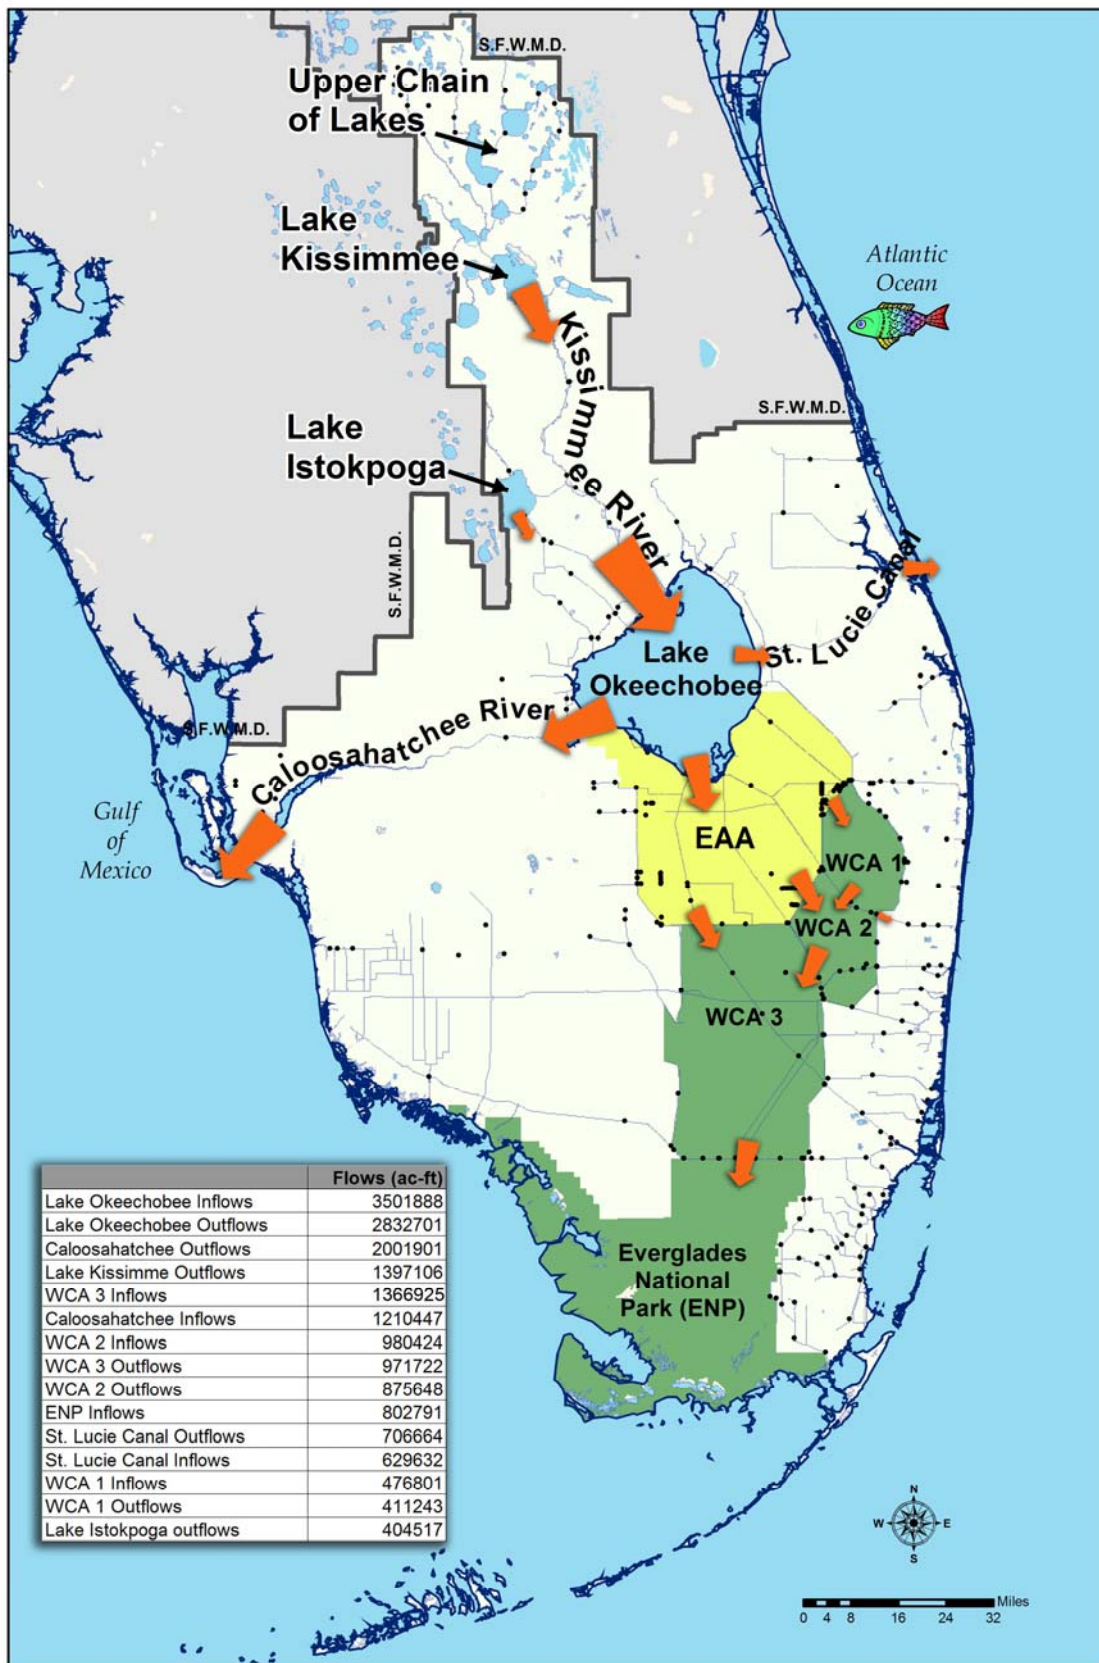 S.F.W.M.D.
Upper Chain
of Lakes
Lake
Kissimmee
Atlantic
Ocean
Kissimmee River
S.F.W.M.D.
Lake
Istokpoga
S.F.W.M.D.
St. Lucie Canal
Lake
Okeechobee
Caloosahatchee River
S.F.W.M.D.
Gulf
of
Mexico
EAA
WCA 1
WCA 2
WCA 3
Everglades
National
Park (ENP)
Flows (ac-ft)
Lake Okeechobee Inflows 3501888
Lake Okeechobee Outflows 2832701
Caloosahatchee Outflows 2001901
Lake Kissimme Outflows 1397106
WCA 3 Inflows 1366925
Caloosahatchee Inflows 1210447
WCA 2 Inflows 980424
WCA 3 Outflows 971722
WCA 2 Outflows 875648
ENP Inflows 802791
St. Lucie Canal Outflows 706664
St. Lucie Canal Inflows 629632
WCA 1 Inflows 476801
WCA 1 Outflows 411243
Lake Istokpoga outflows 404517
N
W E
S
Miles
0 4 8 16 24 32